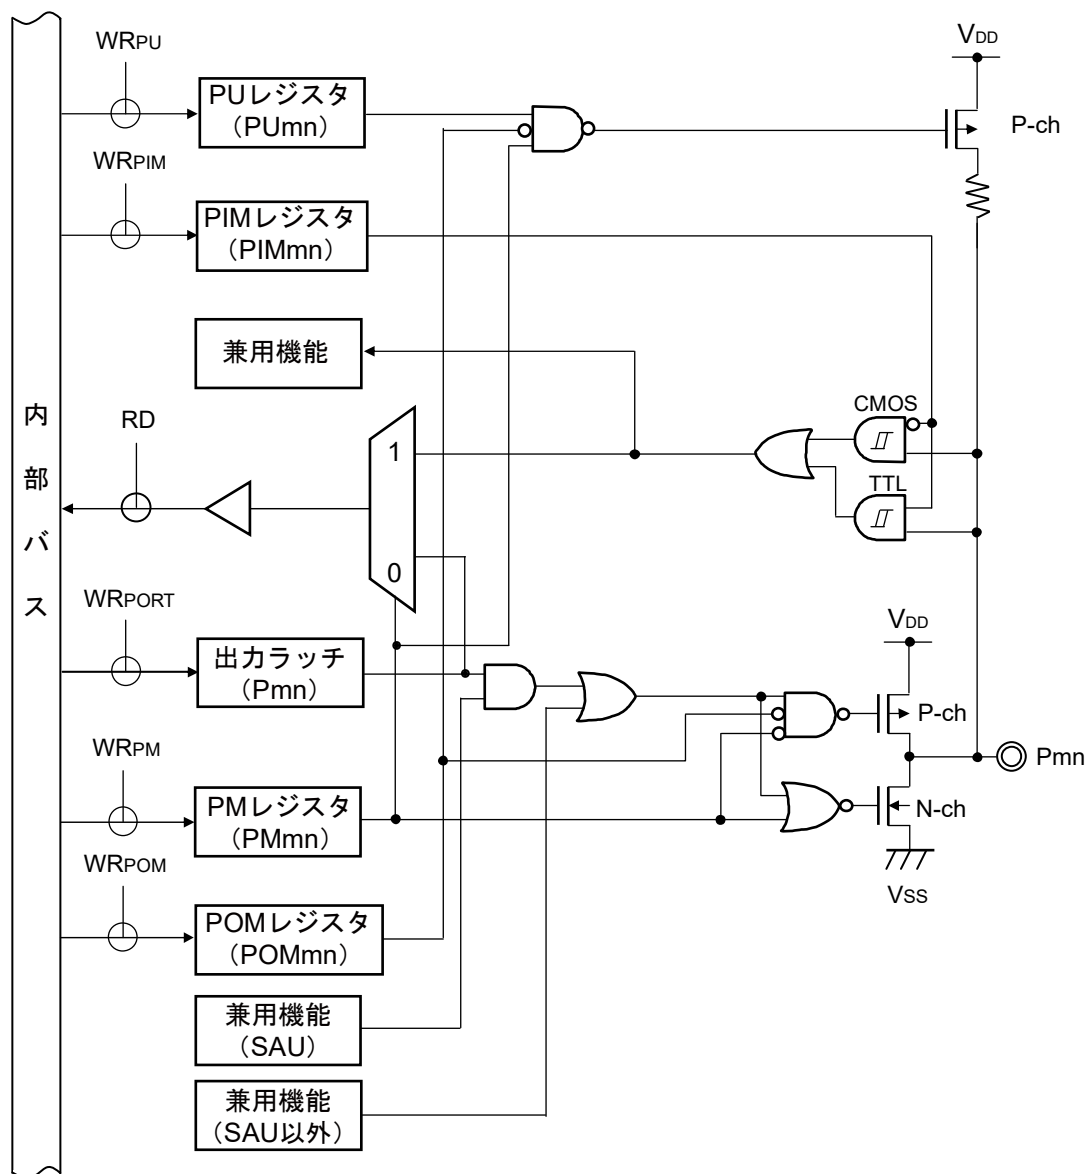 WRPU
PUレジスタ
（PUmn）
VDD
P-ch
WRPIM
PIMレジスタ
（PIMmn）
兼用機能
CMOS
TTL
内部バス
RD
1
0
WRPORT
出力ラッチ
（Pmn）
VDD
P-ch
Pmn
N-ch
VSS
WRPM
PMレジスタ
（PMmn）
WRPOM
POMレジスタ
（POMmn）
兼用機能
（SAU）
兼用機能
（SAU以外）